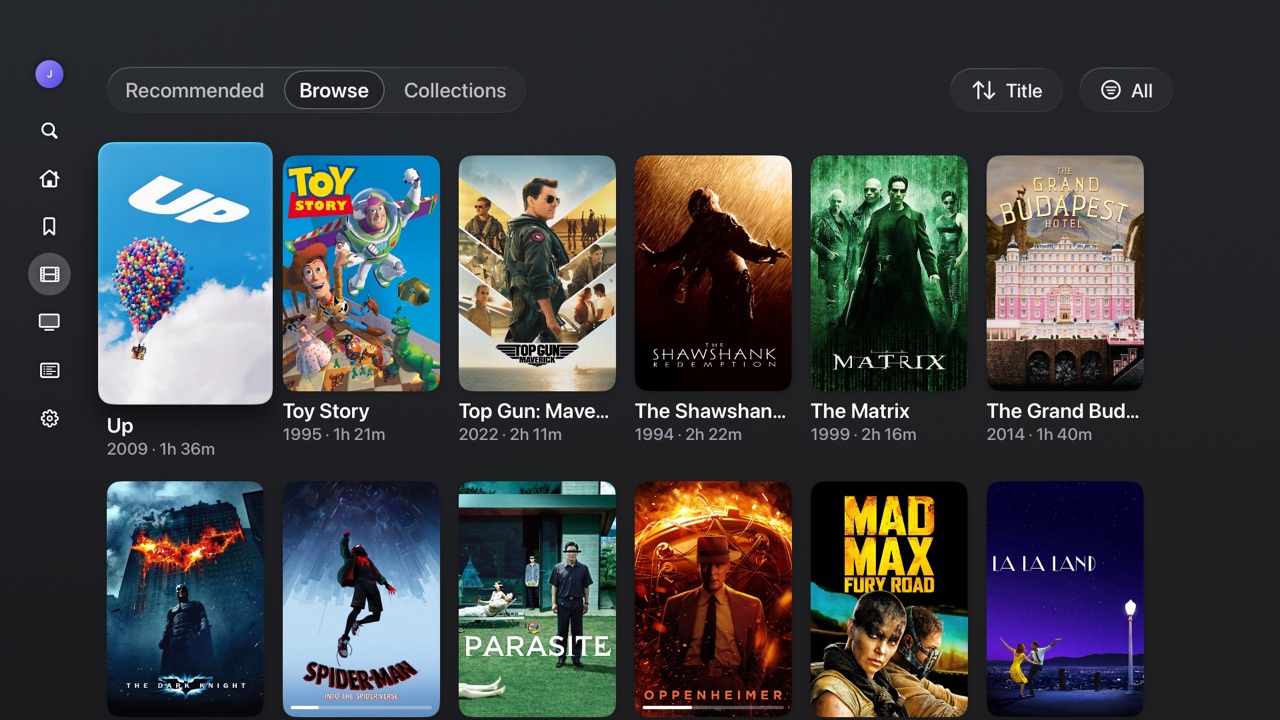 J
Recommended
Browse
Collections
Title
All
UP
TOY
STORY
TOP GUN
MAVERICK
THE
SHAWSHANK
REDEMPTION
THE
MATRIX
THE
GRAND
BUDAPEST
HOTEL
Up
2009 · 1h 36m
Toy Story
1995 · 1h 21m
Top Gun: Mave...
2022 · 2h 11m
The Shawshan...
1994 · 2h 22m
The Matrix
1999 · 2h 16m
The Grand Bud...
2014 · 1h 40m
THE DARK KNIGHT
SPIDER-MAN
INTO THE SPIDER-VERSE
PARASITE
OPPENHEIMER
MAD
MAX
FURY ROAD
LA LA LAND